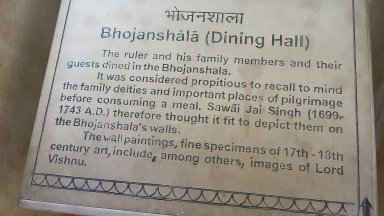 भोजनशाला
Bhojanshālā (Dining Hall)
The ruler and his family members and their
guests dined in the Bhojanshala.
It was considered propitious to recall to mind
the family deities and important places of pilgrimage
before consuming a meal. Sawāi Jai Singh (1699-
1743 A.D.) therefore thought it fit to depict them on
the Bhojanshala's walls.
The wall paintings, fine specimens of 17th - 18th
century art, include, among others, images of Lord
Vishnu.